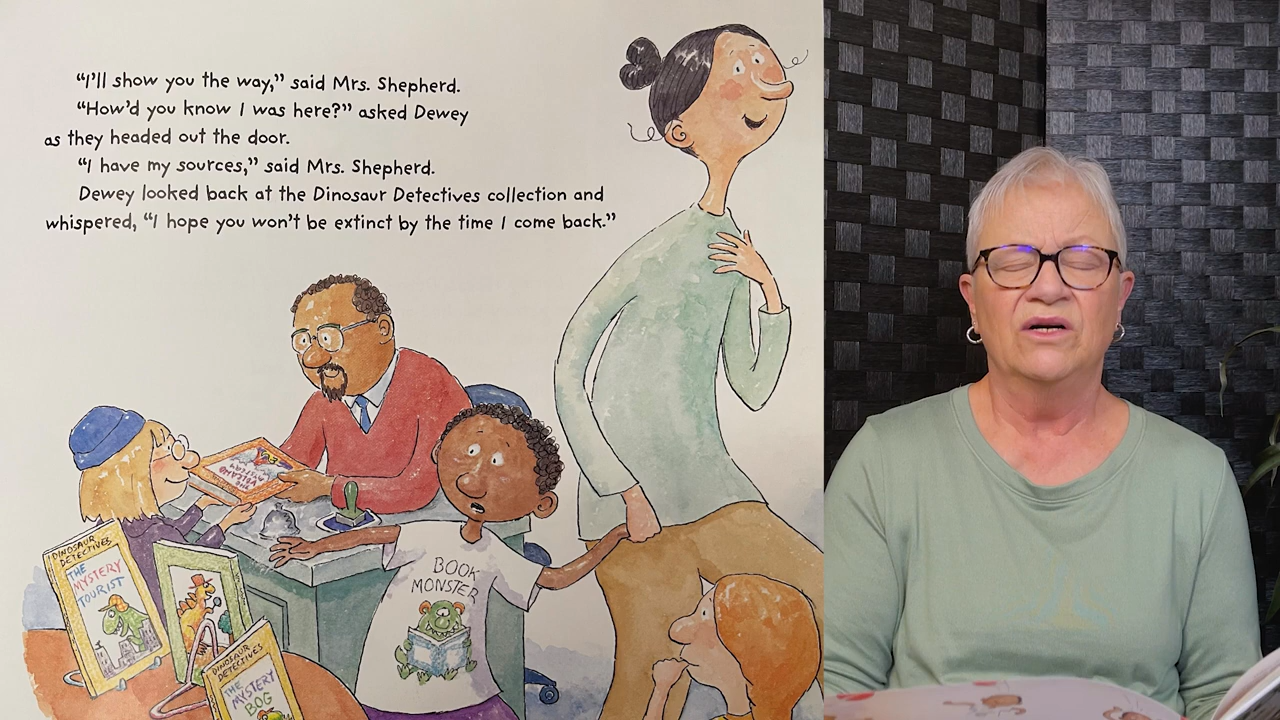 “I’ll show you the way,” said Mrs. Shepherd.
“How’d you know I was here?” asked Dewey
as they headed out the door.
“I have my sources,” said Mrs. Shepherd.
Dewey looked back at the Dinosaur Detectives collection and
whispered, “I hope you won’t be extinct by the time I come back.”
BOOK
MONSTER
DINOSAUR
DETECTIVES
THE
MYSTERY
TOURIST
DINOSAUR
DETECTIVES
THE
MYSTERY
BOG